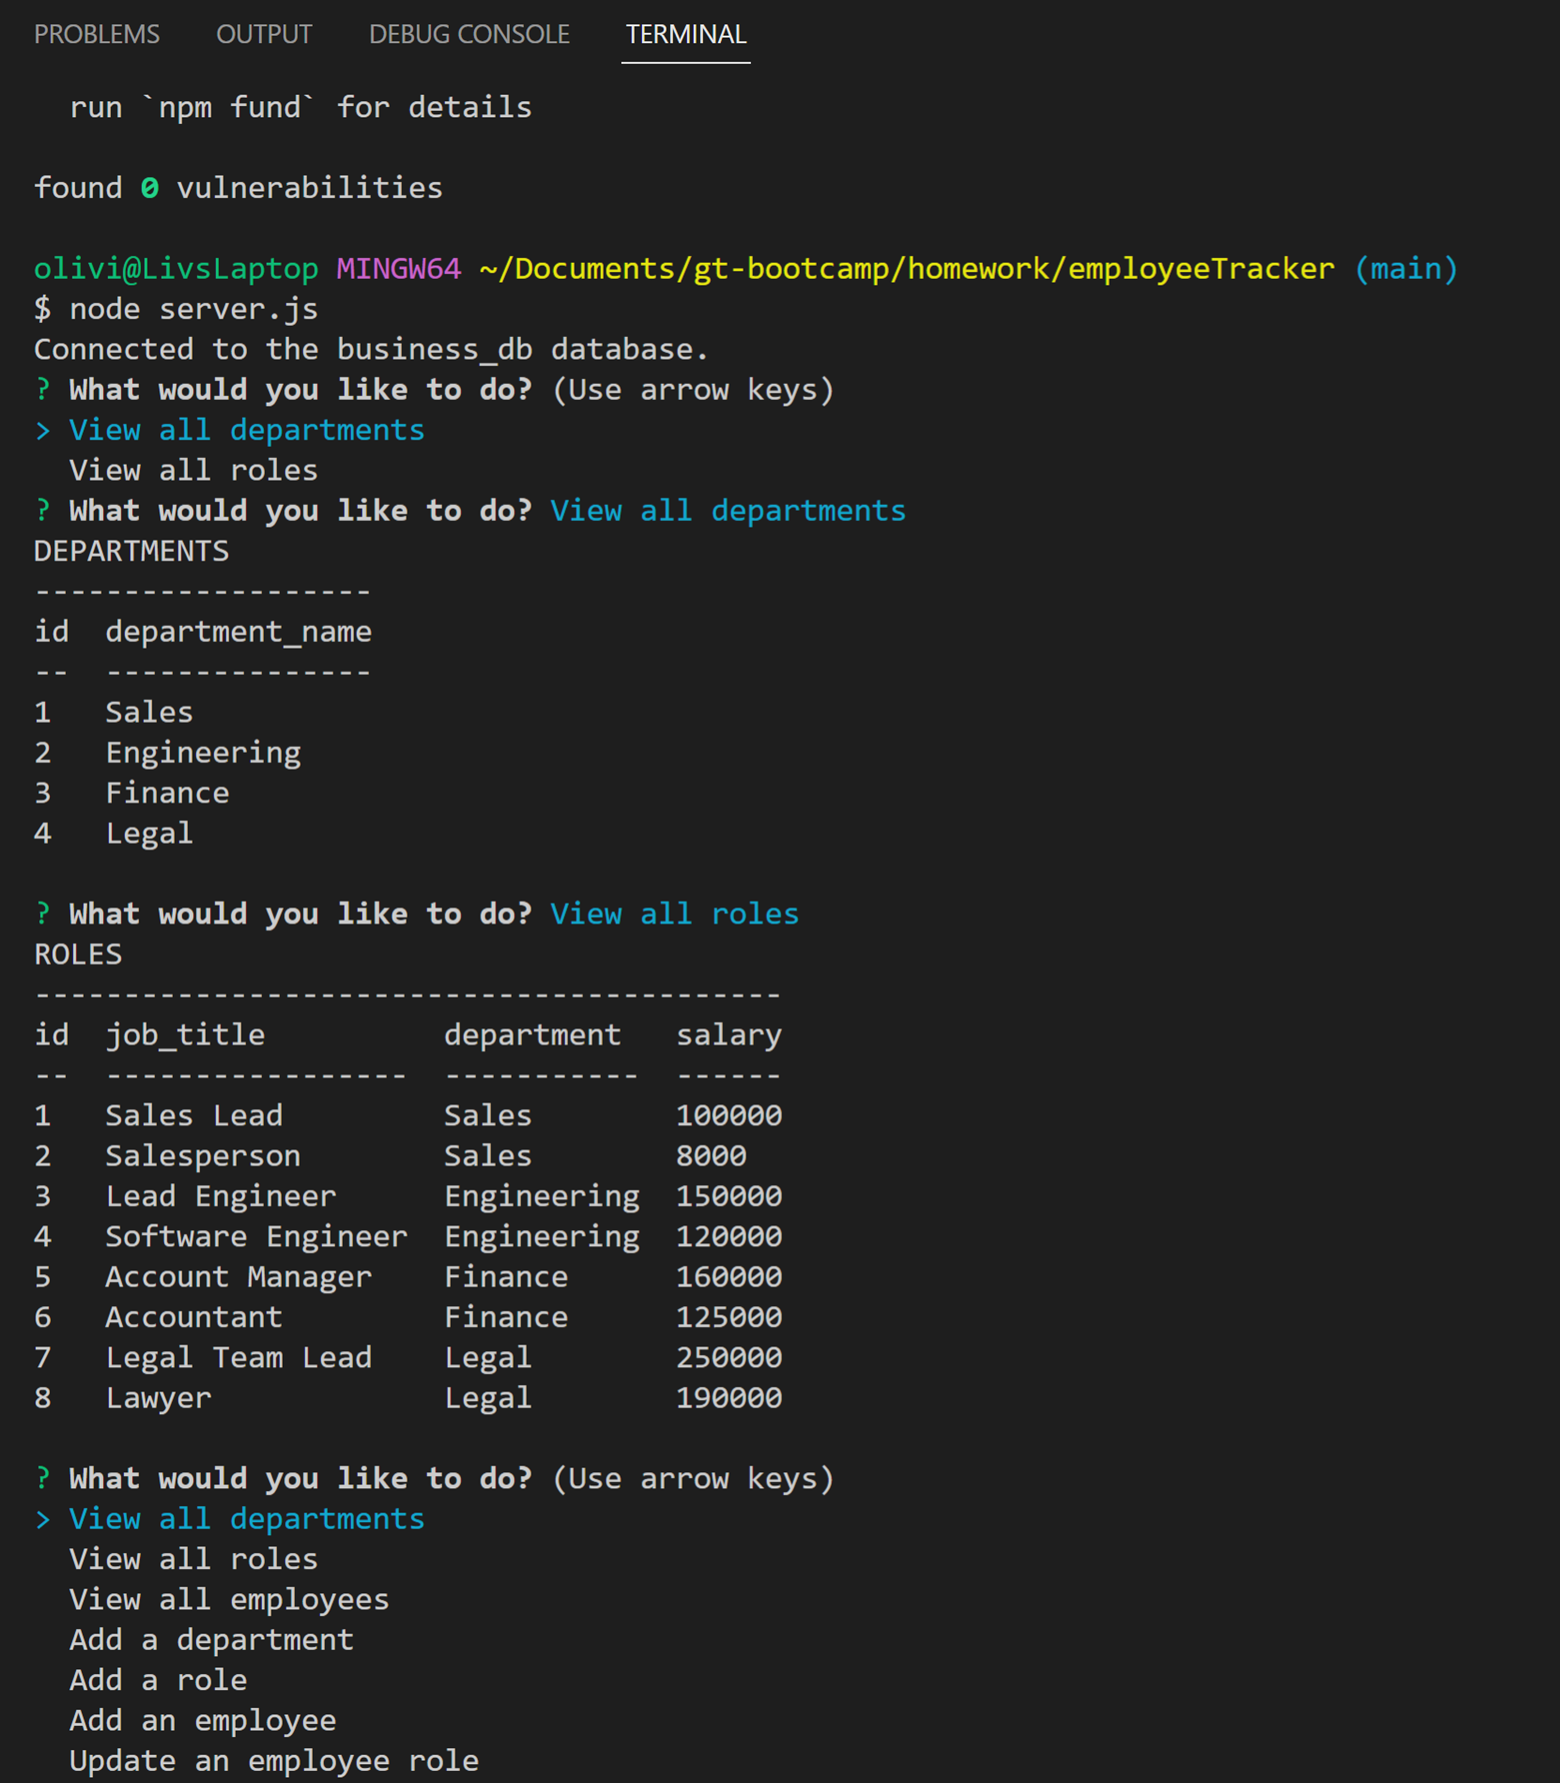 PROBLEMS OUTPUT DEBUG CONSOLE TERMINAL
run `npm fund` for details
found 0 vulnerabilities
olivi@LivsLaptop MINGW64 ~/Documents/gt-bootcamp/homework/employeeTracker (main)
$ node server.js
Connected to the business_db database.
? What would you like to do? (Use arrow keys)
> View all departments
  View all roles
? What would you like to do? View all departments
DEPARTMENTS
-------------------
id  department_name
--  ---------------
1   Sales
2   Engineering
3   Finance
4   Legal
? What would you like to do? View all roles
ROLES
------------------------------------------
id  job_title          department   salary
--  -----------------  -----------  ------
1   Sales Lead         Sales        100000
2   Salesperson        Sales        8000
3   Lead Engineer      Engineering  150000
4   Software Engineer  Engineering  120000
5   Account Manager    Finance      160000
6   Accountant         Finance      125000
7   Legal Team Lead    Legal        250000
8   Lawyer             Legal        190000
? What would you like to do? (Use arrow keys)
> View all departments
  View all roles
  View all employees
  Add a department
  Add a role
  Add an employee
  Update an employee role